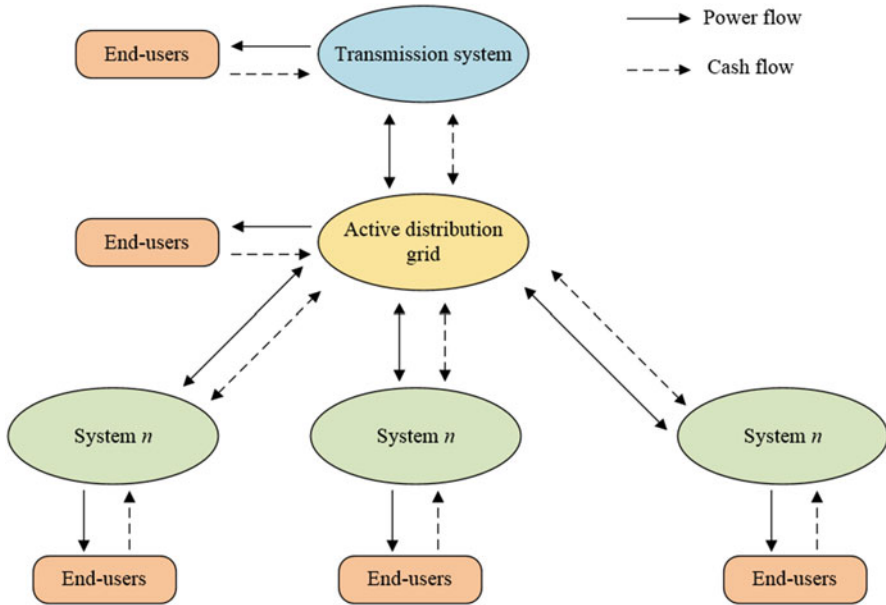 Power flow
End-users
Transmission system
Cash flow
End-users
Active distribution
grid
System n
System n
System n
End-users
End-users
End-users